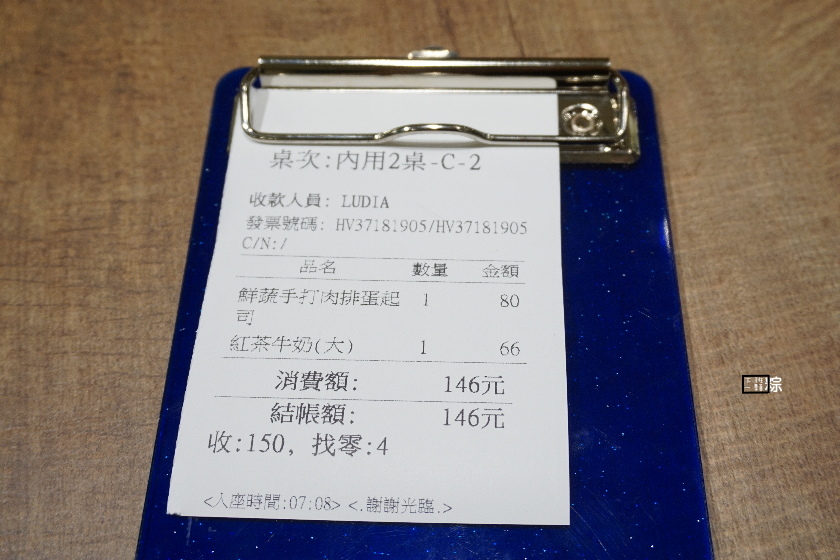 桌次:內用2桌-C-2
收款人員: LUDIA
發票號碼: HV37181905/HV37181905
C/N:/
品名 數量 金額
鮮蔬手打肉排蛋起 1 80
司
紅茶牛奶(大) 1 66
消費額: 146元
結帳額: 146元
收:150, 找零:4
<入座時間:07:08> <.謝謝光臨.>